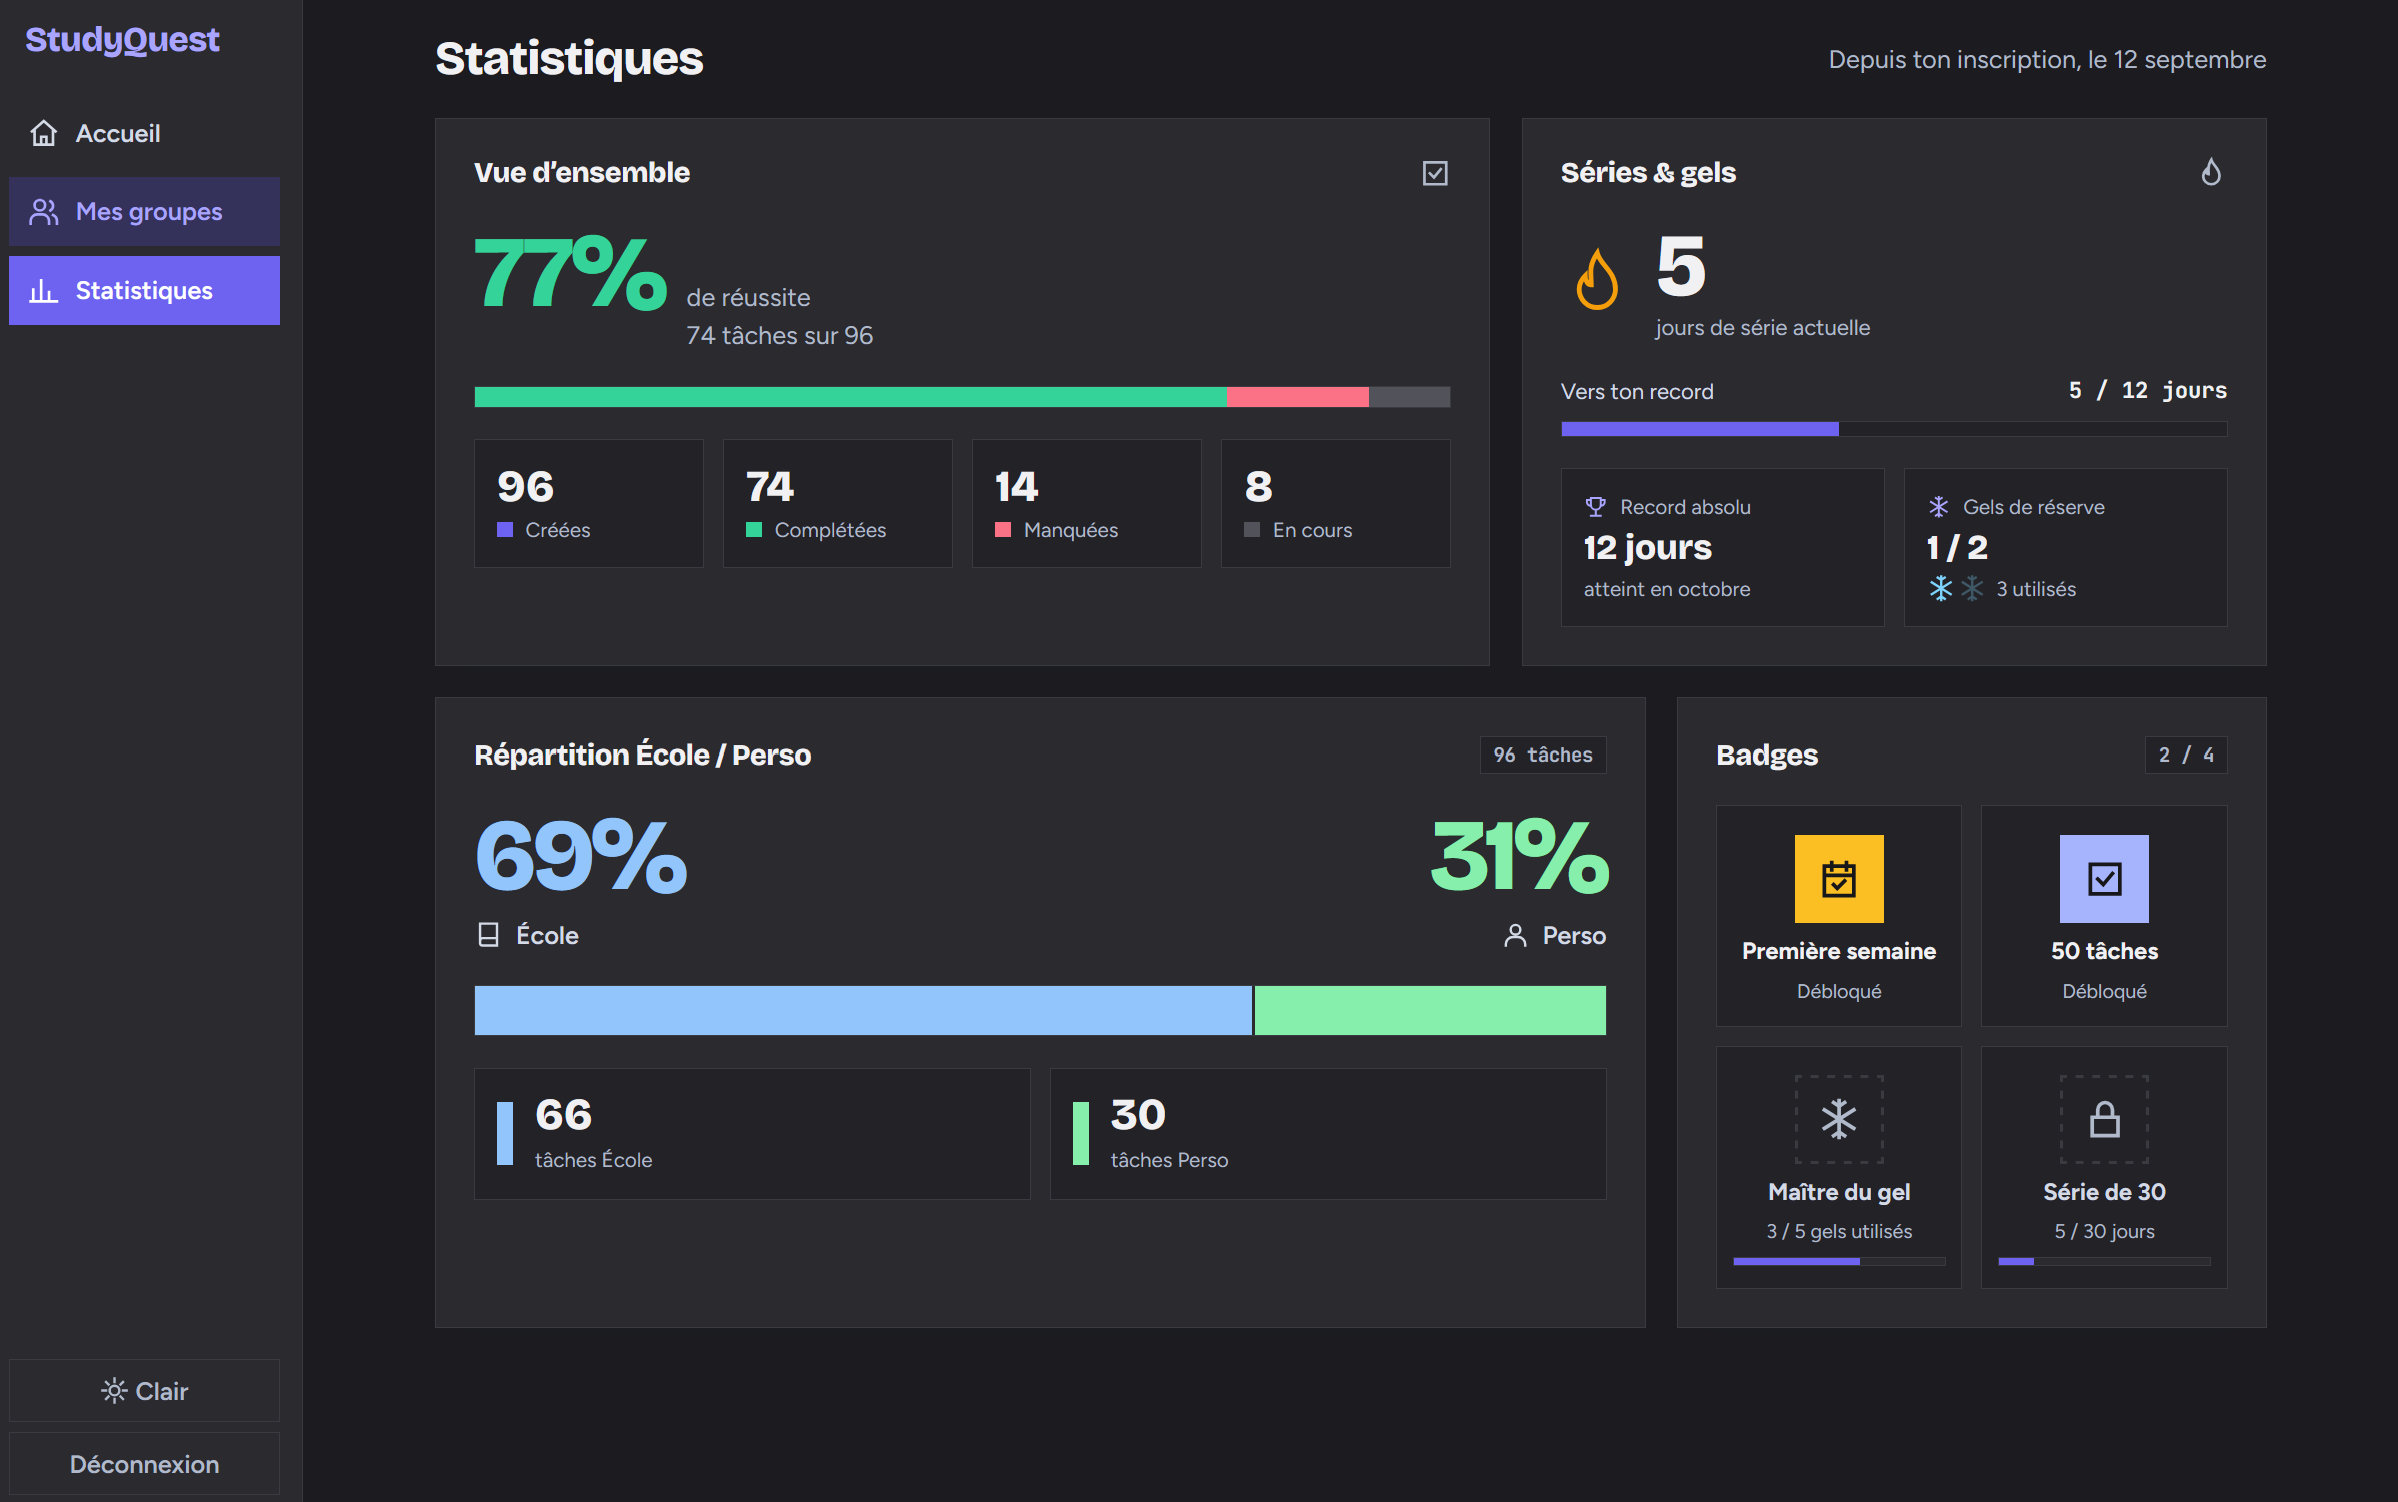 StudyQuest
Accueil
Mes groupes
Statistiques
Clair
Déconnexion
Statistiques
Depuis ton inscription, le 12 septembre
Vue d’ensemble
77%
de réussite
74 tâches sur 96
96
Créées
74
Complétées
14
Manquées
8
En cours
Séries & gels
5
jours de série actuelle
Vers ton record
5 / 12 jours
Record absolu
12 jours
atteint en octobre
Gels de réserve
1 / 2
3 utilisés
Répartition École / Perso
96 tâches
69%
31%
École
Perso
66
tâches École
30
tâches Perso
Badges
2 / 4
Première semaine
Débloqué
50 tâches
Débloqué
Maître du gel
3 / 5 gels utilisés
Série de 30
5 / 30 jours